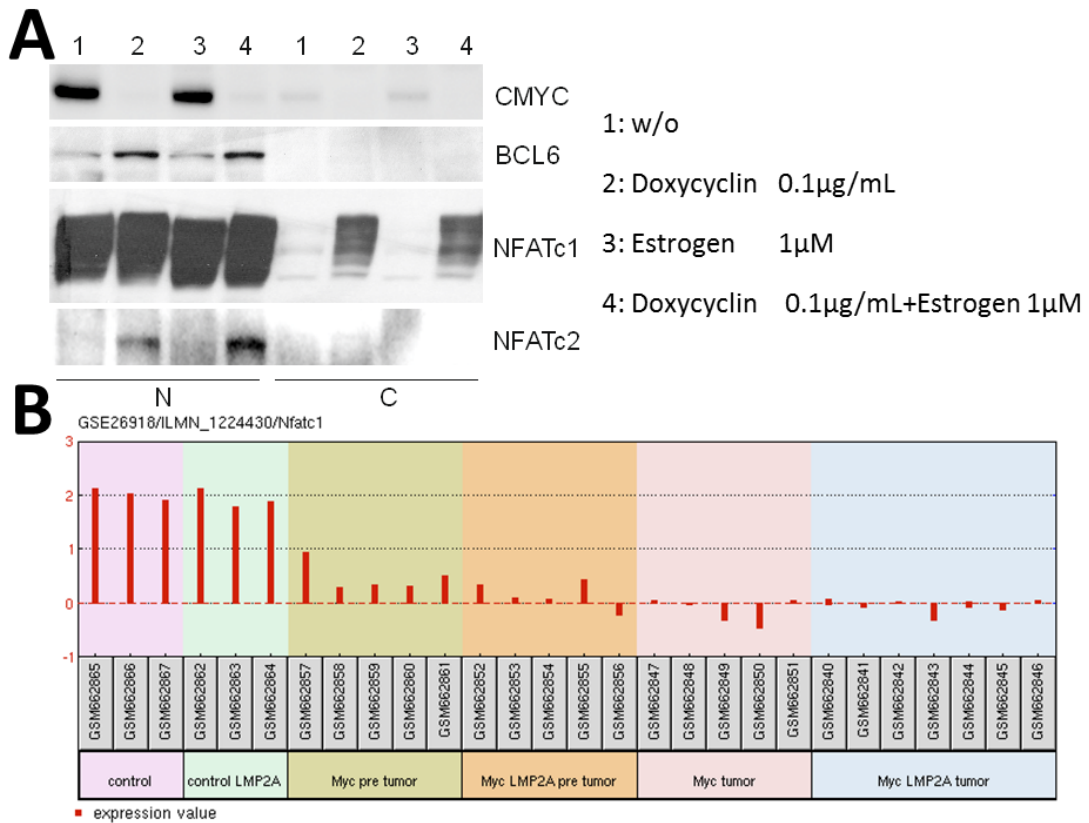 A
1 2 3 4 1 2 3 4
CMYC
BCL6
NFATc1
NFATc2
N C
1: w/o
2: Doxycyclin 0.1µg/mL
3: Estrogen 1µM
4: Doxycyclin 0.1µg/mL+Estrogen 1µM
B
GSE26918/ILMN_1224430/Nfatc1
3
2
1
0
-1
GSM662865
GSM662866
GSM662867
GSM662862
GSM662863
GSM662864
GSM662857
GSM662858
GSM662859
GSM662860
GSM662861
GSM662852
GSM662853
GSM662854
GSM662855
GSM662856
GSM662847
GSM662848
GSM662849
GSM662850
GSM662851
GSM662840
GSM662841
GSM662842
GSM662843
GSM662844
GSM662845
GSM662846
control
control LMP2A
Myc pre tumor
Myc LMP2A pre tumor
Myc tumor
Myc LMP2A tumor
expression value